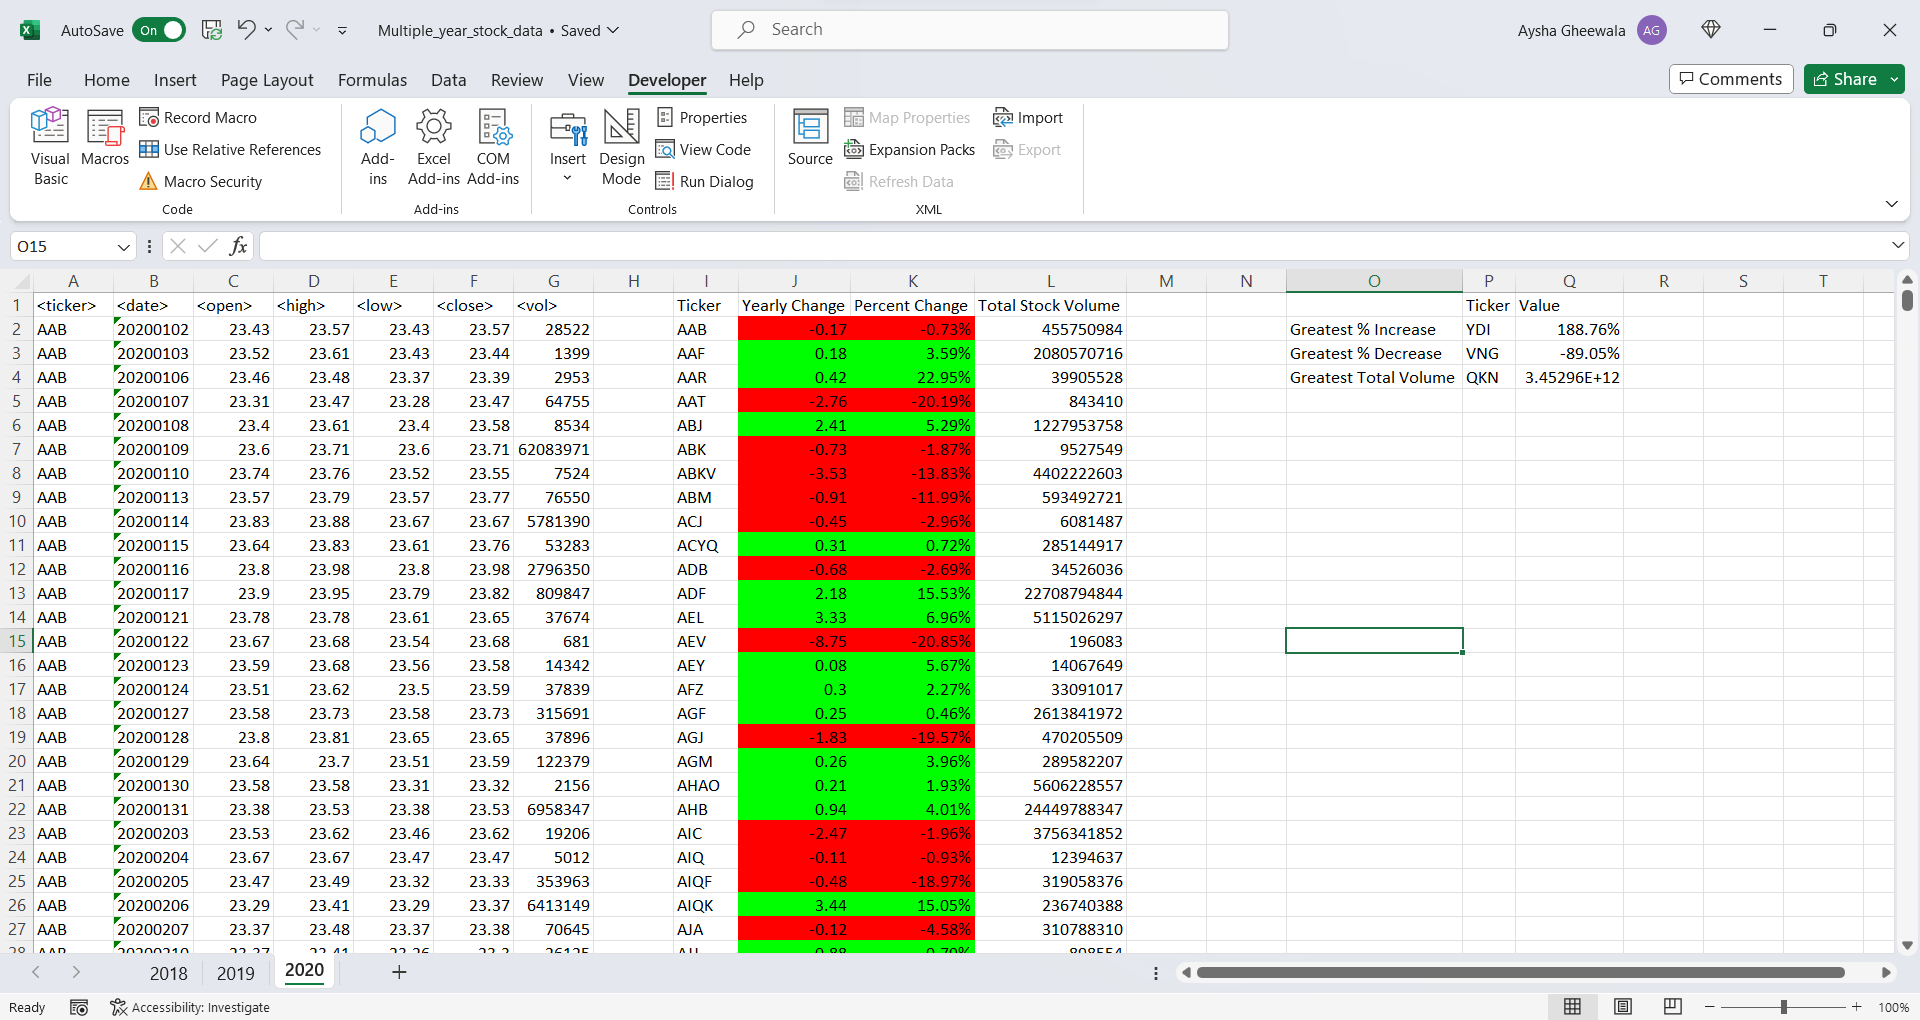 AutoSave On Multiple_year_stock_data • Saved Search Aysha Gheewala AG
File Home Insert Page Layout Formulas Data Review View Developer Help Comments Share
Visual Basic Macros Record Macro Use Relative References Macro Security Code
Add-ins Excel Add-ins COM Add-ins Add-ins
Insert Design Mode Properties View Code Run Dialog Controls
Source Map Properties Expansion Packs Refresh Data Import Export XML
O15 fx
A B C D E F G H I J K L M N O P Q R S T
1 <ticker> <date> <open> <high> <low> <close> <vol> Ticker Yearly Change Percent Change Total Stock Volume Ticker Value
2 AAB 20200102 23.43 23.57 23.43 23.57 28522 AAB -0.17 -0.73% 455750984 Greatest % Increase YDI 188.76%
3 AAB 20200103 23.52 23.61 23.43 23.44 1399 AAF 0.18 3.59% 2080570716 Greatest % Decrease VNG -89.05%
4 AAB 20200106 23.46 23.48 23.37 23.39 2953 AAR 0.42 22.95% 39905528 Greatest Total Volume QKN 3.45296E+12
5 AAB 20200107 23.31 23.47 23.28 23.47 64755 AAT -2.76 -20.19% 843410
6 AAB 20200108 23.4 23.61 23.4 23.58 8534 ABJ 2.41 5.29% 1227953758
7 AAB 20200109 23.6 23.71 23.6 23.71 62083971 ABK -0.73 -1.87% 9527549
8 AAB 20200110 23.74 23.76 23.52 23.55 7524 ABKV -3.53 -13.83% 4402222603
9 AAB 20200113 23.57 23.79 23.57 23.77 76550 ABM -0.91 -11.99% 593492721
10 AAB 20200114 23.83 23.88 23.67 23.67 5781390 ACJ -0.45 -2.96% 6081487
11 AAB 20200115 23.64 23.83 23.61 23.76 53283 ACYQ 0.31 0.72% 285144917
12 AAB 20200116 23.8 23.98 23.8 23.98 2796350 ADB -0.68 -2.69% 34526036
13 AAB 20200117 23.9 23.95 23.79 23.82 809847 ADF 2.18 15.53% 22708794844
14 AAB 20200121 23.78 23.78 23.61 23.65 37674 AEL 3.33 6.96% 5115026297
15 AAB 20200122 23.67 23.68 23.54 23.68 681 AEV -8.75 -20.85% 196083
16 AAB 20200123 23.59 23.68 23.56 23.58 14342 AEY 0.08 5.67% 14067649
17 AAB 20200124 23.51 23.62 23.5 23.59 37839 AFZ 0.3 2.27% 33091017
18 AAB 20200127 23.58 23.73 23.58 23.73 315691 AGF 0.25 0.46% 2613841972
19 AAB 20200128 23.8 23.81 23.65 23.65 37896 AGJ -1.83 -19.57% 470205509
20 AAB 20200129 23.64 23.7 23.51 23.59 122379 AGM 0.26 3.96% 289582207
21 AAB 20200130 23.58 23.58 23.31 23.32 2156 AHAO 0.21 1.93% 5606228557
22 AAB 20200131 23.38 23.53 23.38 23.53 6958347 AHB 0.94 4.01% 24449788347
23 AAB 20200203 23.53 23.62 23.46 23.62 19206 AIC -2.47 -1.96% 3756341852
24 AAB 20200204 23.67 23.67 23.47 23.47 5012 AIQ -0.11 -0.93% 12394637
25 AAB 20200205 23.47 23.49 23.32 23.33 353963 AIQF -0.48 -18.97% 319058376
26 AAB 20200206 23.29 23.41 23.29 23.37 6413149 AIQK 3.44 15.05% 236740388
27 AAB 20200207 23.37 23.48 23.37 23.38 70645 AJA -0.12 -4.58% 310788310
28 AAB 20200210
2018 2019 2020
Ready Accessibility: Investigate 100%